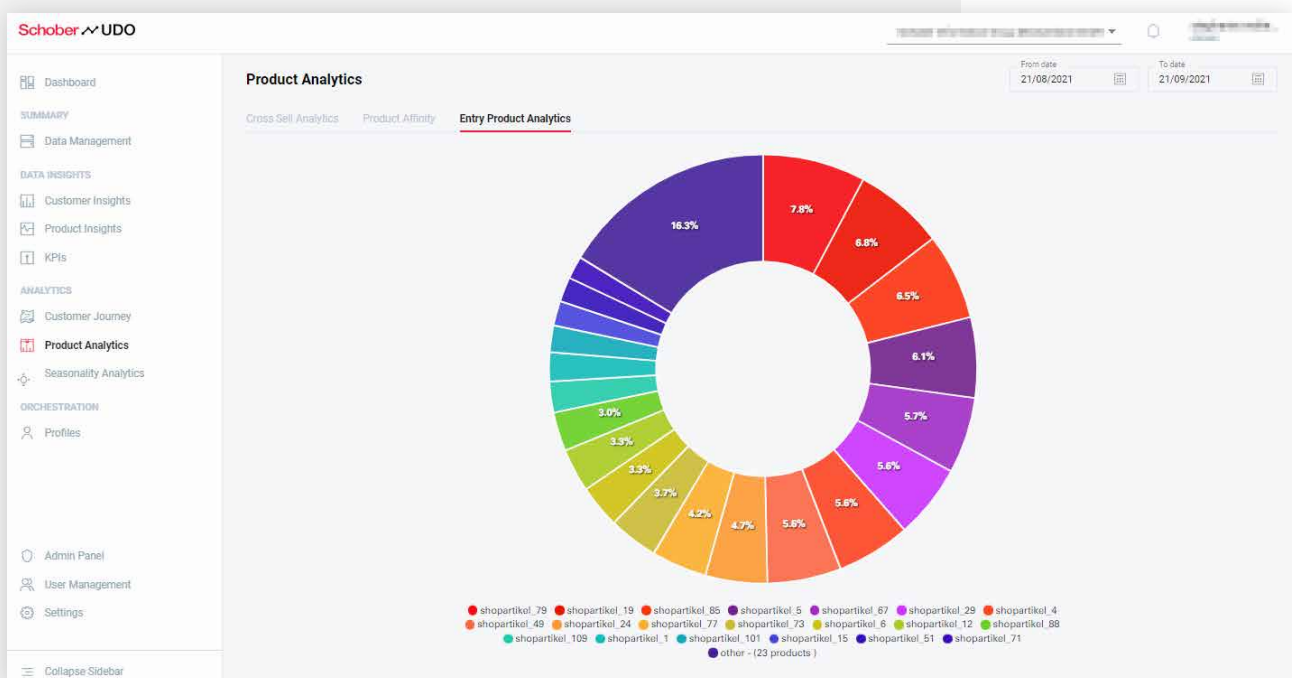 Schober UDO
Dashboard
SUMMARY
Data Management
DATA INSIGHTS
Customer Insights
Product Insights
KPIs
ANALYTICS
Customer Journey
Product Analytics
Seasonality Analytics
ORCHESTRATION
Profiles
Admin Panel
User Management
Settings
Collapse Sidebar
Product Analytics
From date
21/08/2021
To date
21/09/2021
Cross Sell Analytics Product Affinity Entry Product Analytics
7.8%
6.8%
6.5%
6.1%
5.7%
5.6%
5.6%
5.6%
4.7%
4.2%
3.7%
3.3%
3.3%
3.0%
16.3%
shopartikel_79 shopartikel_19 shopartikel_85 shopartikel_5 shopartikel_67 shopartikel_29 shopartikel_4
shopartikel_49 shopartikel_24 shopartikel_77 shopartikel_73 shopartikel_6 shopartikel_12 shopartikel_88
shopartikel_109 shopartikel_1 shopartikel_101 shopartikel_15 shopartikel_51 shopartikel_71
other - (23 products )